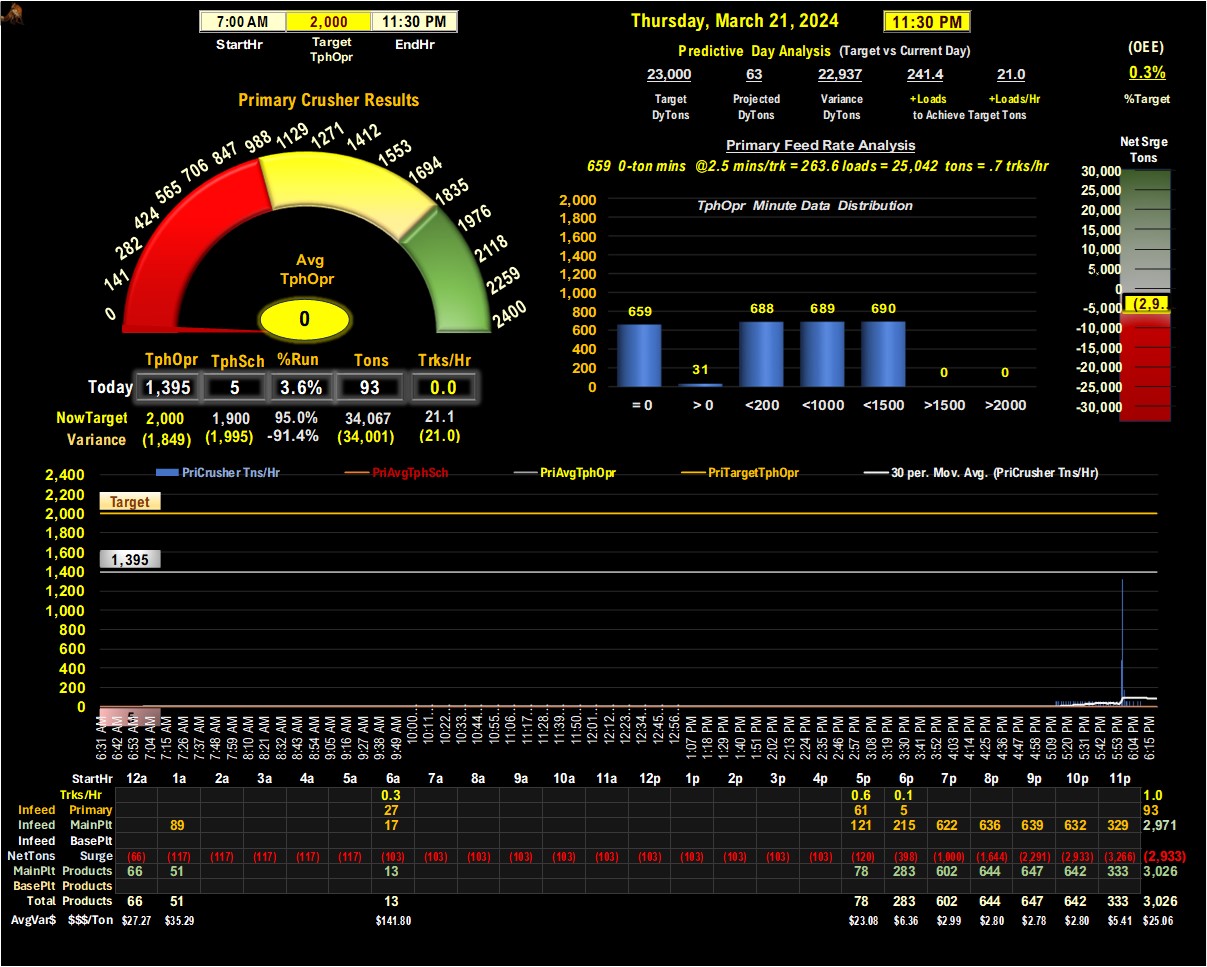 7:00 AM 2,000 11:30 PM
StartHr Target TphOpr EndHr
Thursday, March 21, 2024 11:30 PM
Predictive Day Analysis (Target vs Current Day)
23,000 63 22,937 241.4 21.0
Target DyTons Projected DyTons Variance DyTons +Loads +Loads/Hr to Achieve Target Tons
(OEE)
0.3%
%Target
Primary Crusher Results
0 141 282 424 565 706 847 988 1129 1271 1412 1553 1694 1835 1976 2118 2259 2400
Avg
TphOpr
0
TphOpr TphSch %Run Tons Trks/Hr
Today 1,395 5 3.6% 93 0.0
NowTarget 2,000 1,900 95.0% 34,067 21.1
Variance (1,849) (1,995) -91.4% (34,001) (21.0)
Primary Feed Rate Analysis
659 0-ton mins @2.5 mins/trk = 263.6 loads = 25,042 tons = .7 trks/hr
TphOpr Minute Data Distribution
2,000
1,800
1,600
1,400
1,200
1,000
800
600
400
200
0
659 31 688 689 690 0 0
= 0 > 0 <200 <1000 <1500 >1500 >2000
Net Srge
Tons
30,000
25,000
20,000
15,000
10,000
5,000
0
-5,000 (2,9..
-10,000
-15,000
-20,000
-25,000
-30,000
PriCrusher Tns/Hr PriAvgTphSch PriAvgTphOpr PriTargetTphOpr 30 per. Mov. Avg. (PriCrusher Tns/Hr)
2,400
2,200
Target
2,000
1,800
1,600
1,395
1,400
1,200
1,000
800
600
400
200
0
5
6:31 AM 6:42 AM 6:53 AM 7:04 AM 7:15 AM 7:26 AM 7:37 AM 7:48 AM 7:59 AM 8:10 AM 8:21 AM 8:32 AM 8:43 AM 8:54 AM 9:05 AM 9:16 AM 9:27 AM 9:36 AM 9:49 AM 10:00... 10:11... 10:22... 10:33... 10:44... 10:55... 11:06... 11:17... 11:28... 11:39... 11:50... 12:01... 12:12... 12:23... 12:34... 12:45... 12:56... 1:07 PM 1:18 PM 1:29 PM 1:40 PM 1:51 PM 2:02 PM 2:13 PM 2:24 PM 2:35 PM 2:46 PM 2:57 PM 3:08 PM 3:19 PM 3:30 PM 3:41 PM 3:52 PM 4:03 PM 4:14 PM 4:25 PM 4:36 PM 4:47 PM 4:58 PM 5:09 PM 5:20 PM 5:31 PM 5:42 PM 5:53 PM 6:04 PM 6:15 PM
StartHr 12a 1a 2a 3a 4a 5a 6a 7a 8a 9a 10a 11a 12p 1p 2p 3p 4p 5p 6p 7p 8p 9p 10p 11p
Trks/Hr 0.3 0.6 0.1 1.0
Infeed Primary 27 61 5 93
Infeed MainPlt 89 17 121 215 622 636 639 632 329 2,971
Infeed BasePlt
NetTons Surge (66) (117) (117) (117) (117) (117) (103) (103) (103) (103) (103) (103) (103) (103) (103) (103) (103) (120) (398) (1,000) (1,644) (2,291) (2,933) (3,266) (2,933)
MainPlt Products 66 51 13 78 283 602 644 647 642 333 3,026
BasePlt Products
Total Products 66 51 13 78 283 602 644 647 642 333 3,026
AvgVar$ $$$/Ton $27.27 $35.29 $141.80 $23.08 $6.36 $2.99 $2.80 $2.78 $2.80 $5.41 $25.06